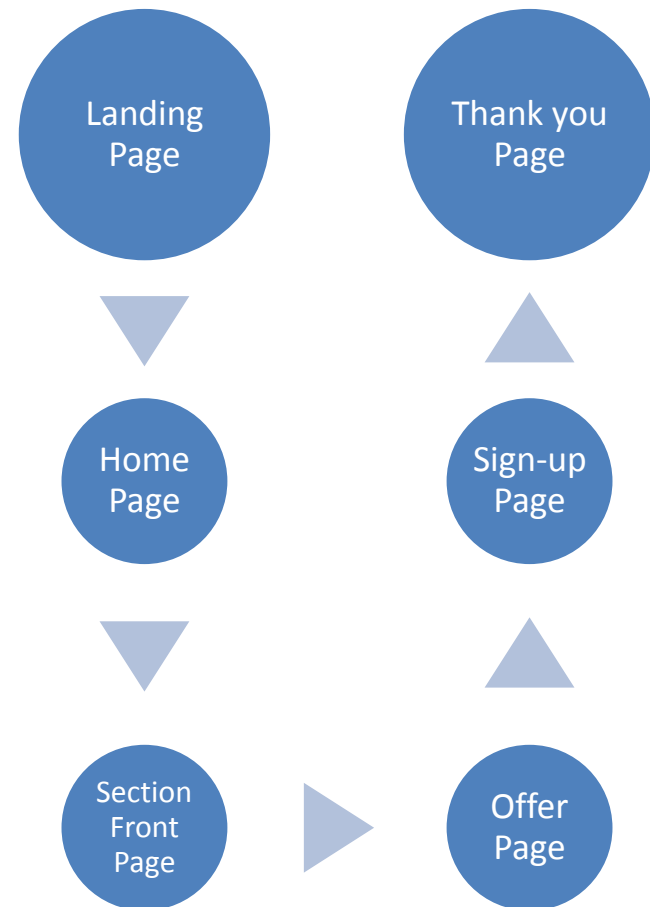 Landing
Page
Home
Page
Section
Front
Page
Offer
Page
Sign-up
Page
Thank you
Page